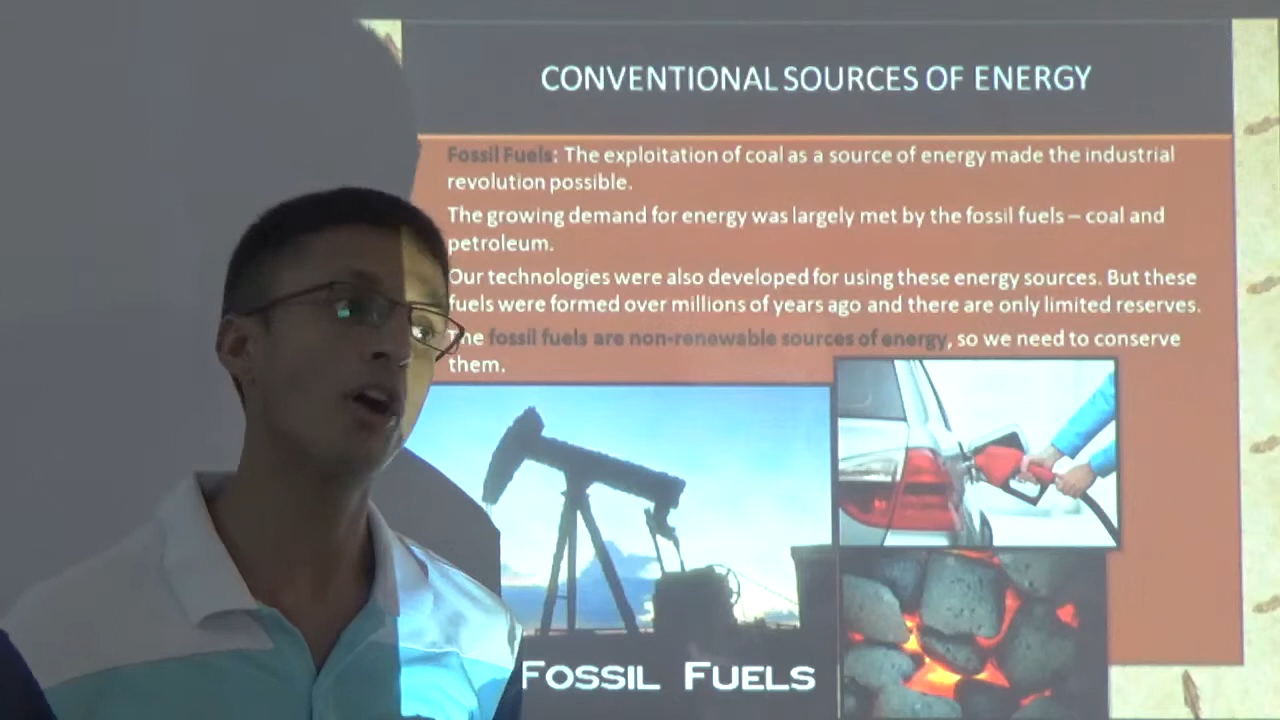 CONVENTIONAL SOURCES OF ENERGY
Fossil Fuels: The exploitation of coal as a source of energy made the industrial
revolution possible.
The growing demand for energy was largely met by the fossil fuels – coal and
petroleum.
Our technologies were also developed for using these energy sources. But these
fuels were formed over millions of years ago and there are only limited reserves.
The fossil fuels are non-renewable sources of energy, so we need to conserve
them.
FOSSIL FUELS